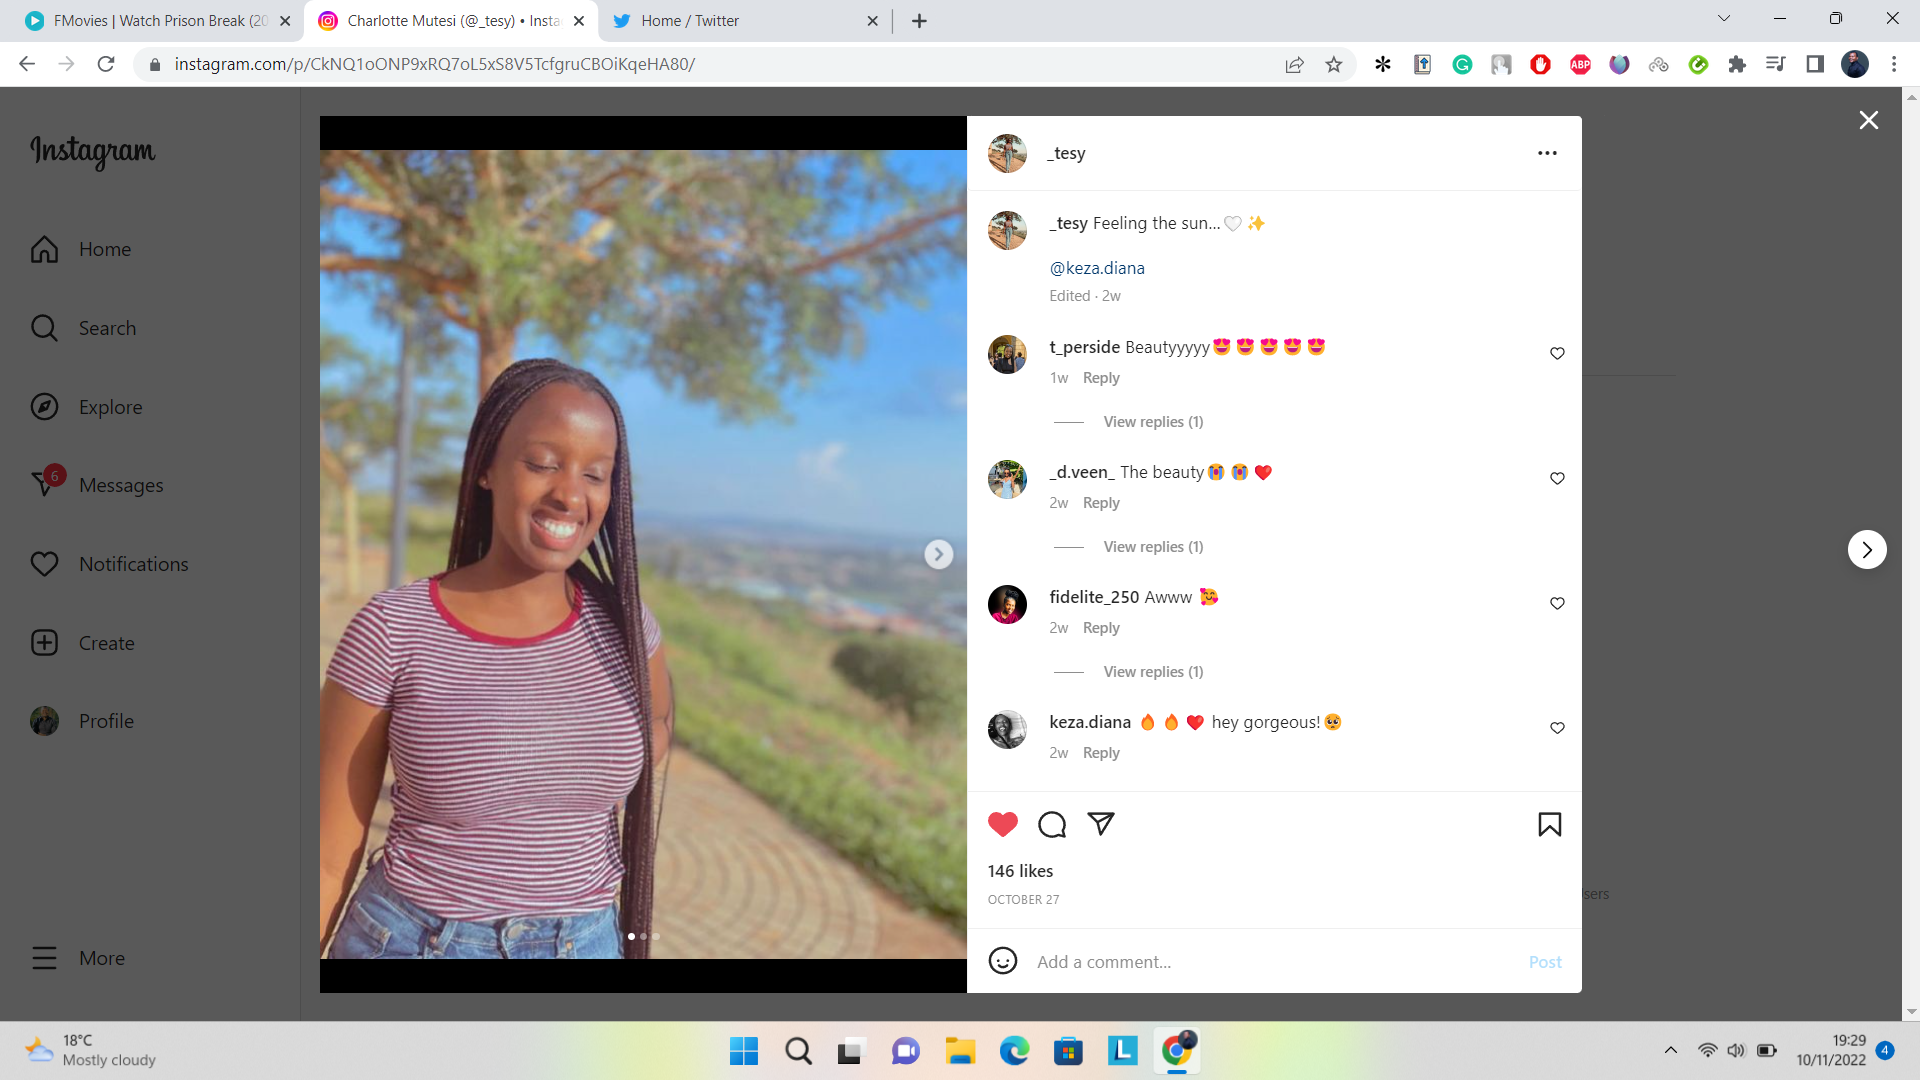 FMovies | Watch Prison Break (20
Charlotte Mutesi (@_tesy) • Insta
Home / Twitter
instagram.com/p/CkNQ1oONP9xRQ7oL5xS8V5TcfgruCBOiKqeHA80/
ABP
Instagram
Home
Search
Explore
6
Messages
Notifications
Create
Profile
More
_tesy
_tesy Feeling the sun...🤍✨
@keza.diana
Edited · 2w
t_perside Beautyyyyy😍😍😍😍😍
1w Reply
View replies (1)
_d.veen_ The beauty😭😭❤️
2w Reply
View replies (1)
fidelite_250 Awww 🥰
2w Reply
View replies (1)
keza.diana 🔥🔥❤️ hey gorgeous!🥺
2w Reply
146 likes
OCTOBER 27
Add a comment...
Post
sers
18°C
Mostly cloudy
L
19:29
10/11/2022
4